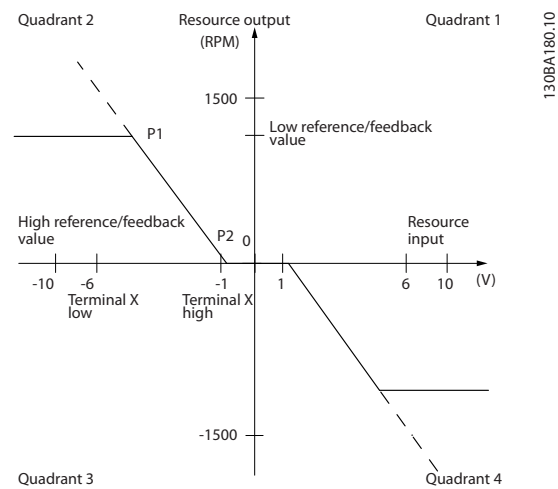 Quadrant 2
Resource output
(RPM)
Quadrant 1
130BA180.10
1500
P1
Low reference/feedback
value
High reference/feedback
value
P2
0
Resource
input
(V)
-10
-6
-1
1
6
10
Terminal X
low
Terminal X
high
-1500
Quadrant 3
Quadrant 4